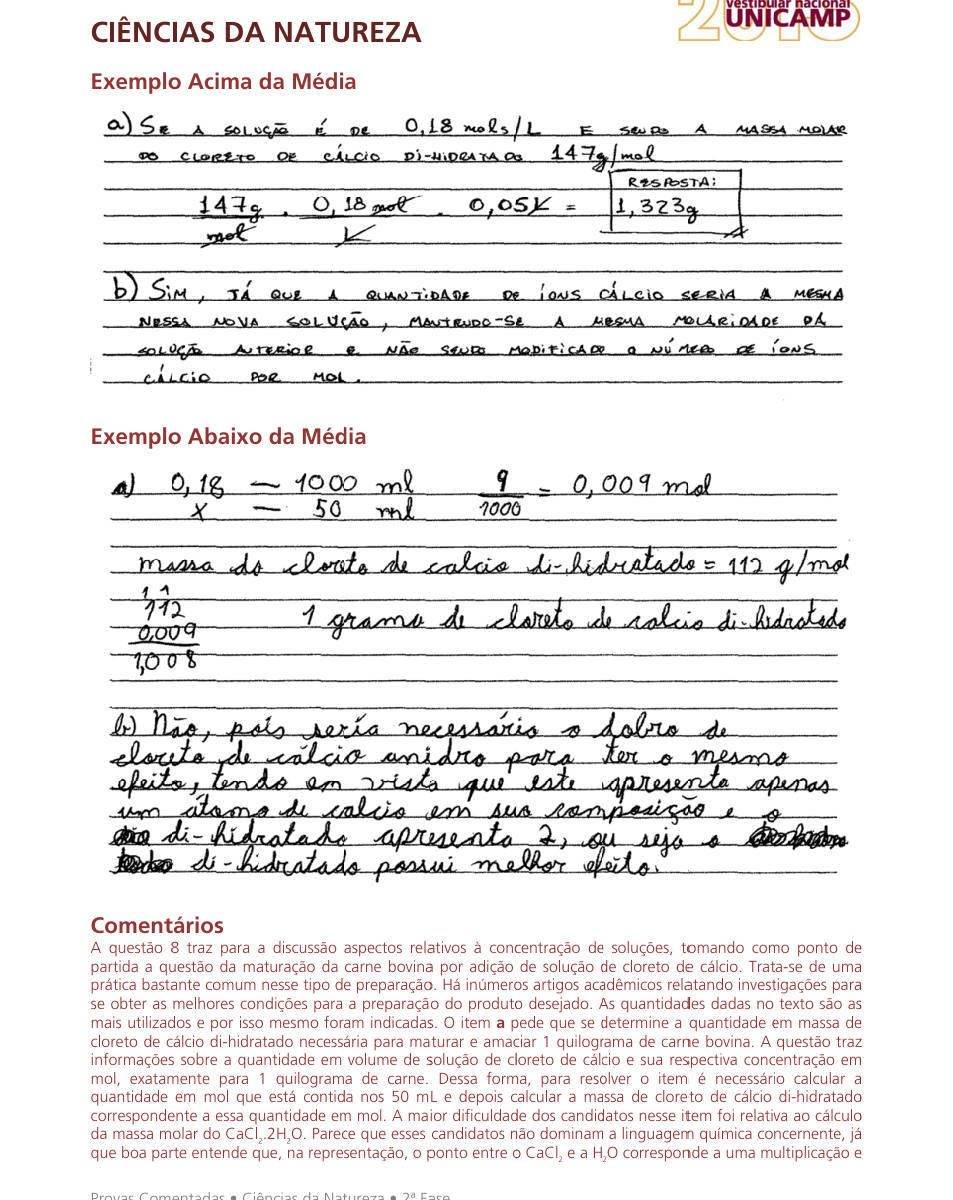 CIÊNCIAS DA NATUREZA
vestibular nacional
UNICAMP
Exemplo Acima da Média
a) SE A SOLUÇÃO É DE 0,18 mols/L E SENDO A MASSA MOLAR
DO CLORETO DE CÁLCIO DI-HIDRATADO 147g/mol
RESPOSTA:
147g/mol . 0,18 mol/L . 0,05L = 1,323g
b) SIM, JÁ QUE A QUANTIDADE DE ÍONS CÁLCIO SERIA A MESMA
NESSA NOVA SOLUÇÃO, MANTENDO-SE A MESMA MOLARIDADE DA
SOLUÇÃO ANTERIOR E NÃO SENDO MODIFICADO O NÚMERO DE ÍONS
CÁLCIO POR MOL.
Exemplo Abaixo da Média
a) 0,18 — 1000 ml 9/1000 = 0,009 mol
x — 50 ml
massa do cloreto de calcio di-hidratado = 112 g/mol
1 1
112 1 grama de cloreto de calcio di-hidratado
0,009
1,008
b) Não, pois seria necessário o dobro de
cloreto de cálcio anidro para ter o mesmo
efeito, tendo em vista que este apresenta apenas
um átomo de calcio em sua composição e o
di-hidratado apresenta 2, ou seja o
di-hidratado possui melhor efeito.
Comentários
A questão 8 traz para a discussão aspectos relativos à concentração de soluções, tomando como ponto de
partida a questão da maturação da carne bovina por adição de solução de cloreto de cálcio. Trata-se de uma
prática bastante comum nesse tipo de preparação. Há inúmeros artigos acadêmicos relatando investigações para
se obter as melhores condições para a preparação do produto desejado. As quantidades dadas no texto são as
mais utilizados e por isso mesmo foram indicadas. O item a pede que se determine a quantidade em massa de
cloreto de cálcio di-hidratado necessária para maturar e amaciar 1 quilograma de carne bovina. A questão traz
informações sobre a quantidade em volume de solução de cloreto de cálcio e sua respectiva concentração em
mol, exatamente para 1 quilograma de carne. Dessa forma, para resolver o item é necessário calcular a
quantidade em mol que está contida nos 50 mL e depois calcular a massa de cloreto de cálcio di-hidratado
correspondente a essa quantidade em mol. A maior dificuldade dos candidatos nesse item foi relativa ao cálculo
da massa molar do CaCl₂.2H₂O. Parece que esses candidatos não dominam a linguagem química concernente, já
que boa parte entende que, na representação, o ponto entre o CaCl₂ e a H₂O corresponde a uma multiplicação e
Provas Comentadas • Ciências da Natureza • 2ª Fase